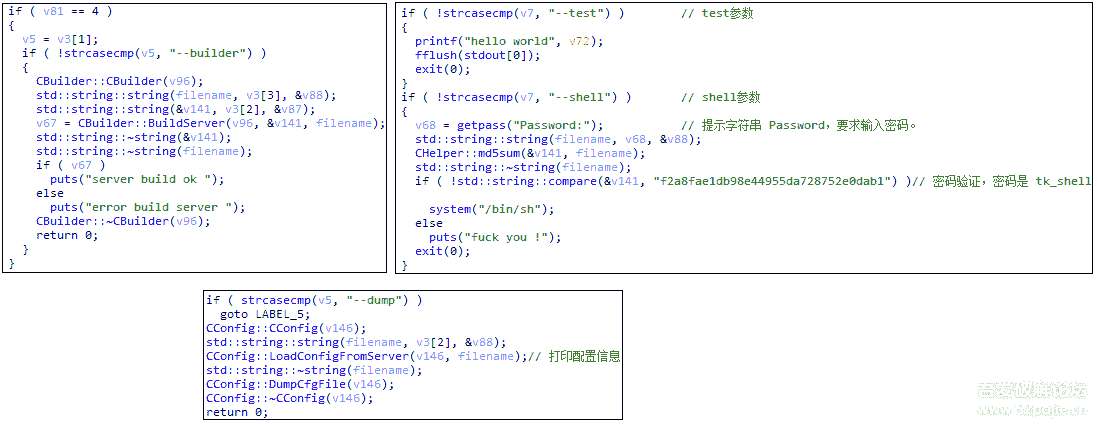 if ( v81 == 4 )
{
v5 = v3[1];
if ( !strcasecmp(v5, "--builder") )
{
CBuilder::CBuilder(v96);
std::string::string(filename, v3[3], &v88);
std::string::string(&v141, v3[2], &v87);
v67 = CBuilder::BuildServer(v96, &v141, filename);
std::string::~string(&v141);
std::string::~string(filename);
if ( v67 )
puts("server build ok ");
else
puts("error build server ");
CBuilder::~CBuilder(v96);
return 0;
}
}
if ( !strcasecmp(v7, "--test") ) // test参数
{
printf("hello world", v72);
fflush(stdout[0]);
exit(0);
}
if ( !strcasecmp(v7, "--shell") ) // shell参数
{
v68 = getpass("Password:"); // 提示字符串 Password，要求输入密码。
std::string::string(filename, v68, &v88);
CHelper::md5sum(&v141, filename);
std::string::~string(filename);
if ( !std::string::compare(&v141, "f2a8fae1db98e44955da728752e0dab1") )// 密码验证，密码是 tk_shell
system("/bin/sh");
else
puts("fuck you !");
exit(0);
}
if ( strcasecmp(v5, "--dump") )
goto LABEL_5;
CConfig::CConfig(v146);
std::string::string(filename, v3[2], &v88);
CConfig::LoadConfigFromServer(v146, filename);// 打印配置信息
std::string::~string(filename);
CConfig::DumpCfgFile(v146);
CConfig::~CConfig(v146);
return 0;
吾爱破解论坛
www.52pojie.cn